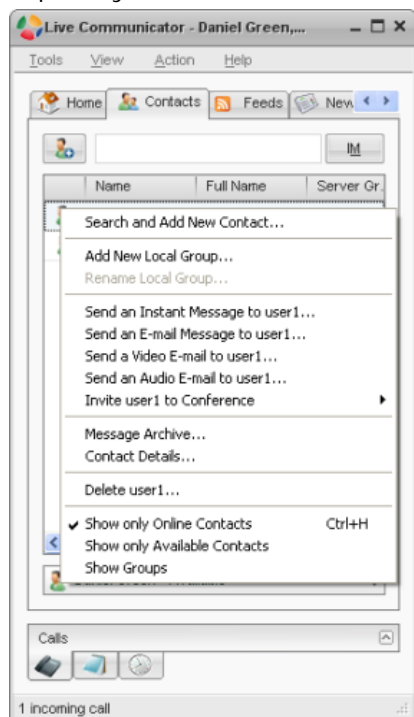 Live Communicator - Daniel Green,...
Tools View Action Help
Home Contacts Feeds New
IM
Name Full Name Server Gr.
Search and Add New Contact...
Add New Local Group...
Rename Local Group...
Send an Instant Message to user1...
Send an E-mail Message to user1...
Send a Video E-mail to user1...
Send an Audio E-mail to user1...
Invite user1 to Conference
Message Archive...
Contact Details...
Delete user1...
Show only Online Contacts Ctrl+H
Show only Available Contacts
Show Groups
Calls
1 incoming call